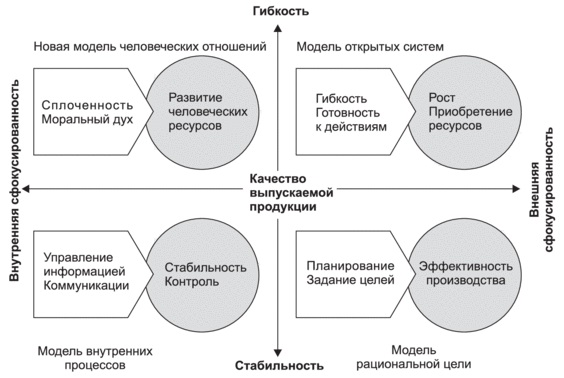 Гибкость
Новая модель человеческих отношений
Модель открытых систем
Сплоченность
Моральный дух
Развитие
человеческих
ресурсов
Гибкость
Готовность
к действиям
Рост
Приобретение
ресурсов
Внутренняя сфокусированность
Качество
выпускаемой
продукции
Внешняя
сфокусированность
Управление
информацией
Коммуникации
Стабильность
Контроль
Планирование
Задание целей
Эффективность
производства
Модель внутренних
процессов
Стабильность
Модель
рациональной цели